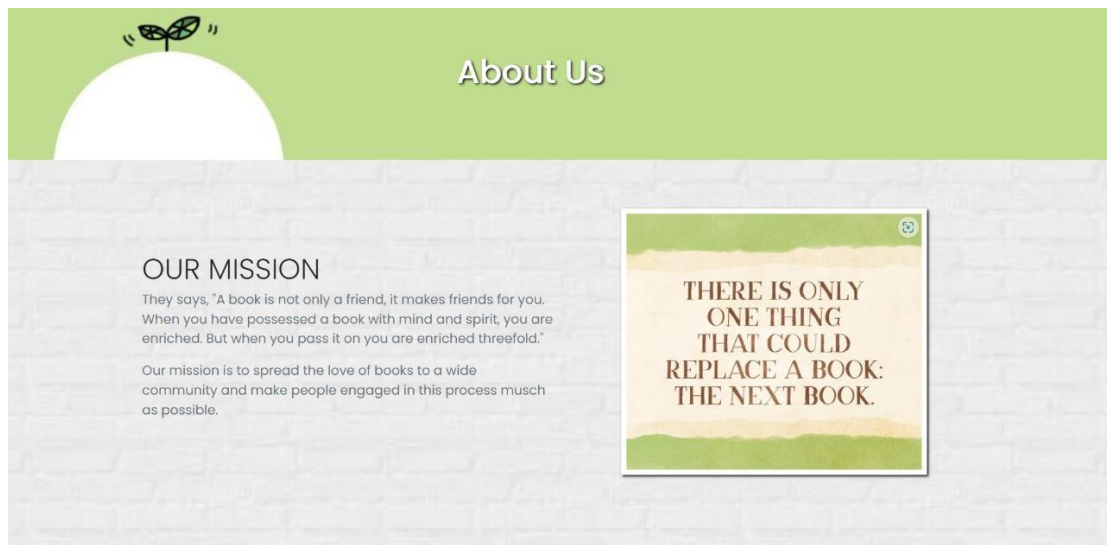 About Us
OUR MISSION
They says, "A book is not only a friend, it makes friends for you.
When you have possessed a book with mind and spirit, you are
enriched. But when you pass it on you are enriched threefold."
Our mission is to spread the love of books to a wide
community and make people engaged in this process musch
as possible.
THERE IS ONLY
ONE THING
THAT COULD
REPLACE A BOOK:
THE NEXT BOOK.